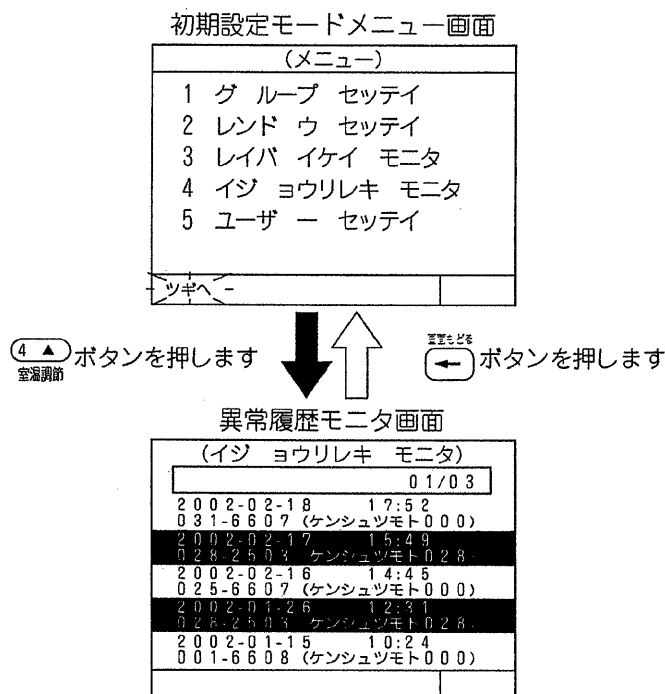 初期設定モードメニュー画面
(メニュー)
1 グ ループ セッテイ
2 レンド ウ セッテイ
3 レイバ イケイ モニタ
4 イジ ョウリレキ モニタ
5 ユーザ ー セッテイ
ツギへ
4 ▲ ボタンを押します
室温調節
画面もどる
← ボタンを押します
異常履歴モニタ画面
(イジ ョウリレキ モニタ)
01/03
2002-02-18 17:52
031-6607 (ケンシュツモト000)
2002-02-17 15:49
028-2503 ケンシュツモト028
2002-02-16 14:45
025-6607 (ケンシュツモト000)
2002-01-26 12:31
028-2503 ケンシュツモト028
2002-01-15 10:24
001-6608 (ケンシュツモト000)